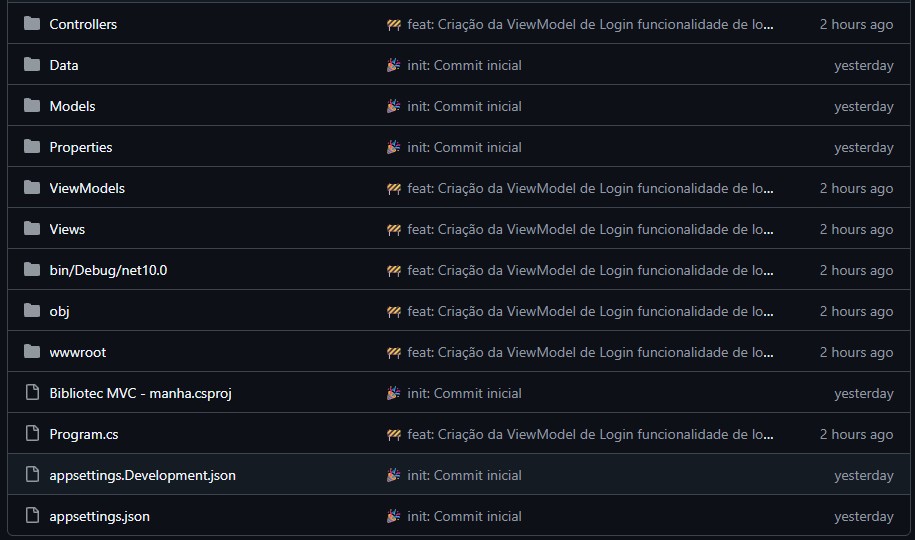 Controllers 🚧 feat: Criação da ViewModel de Login funcionalidade de lo... 2 hours ago
Data 🎉 init: Commit inicial yesterday
Models 🎉 init: Commit inicial yesterday
Properties 🎉 init: Commit inicial yesterday
ViewModels 🚧 feat: Criação da ViewModel de Login funcionalidade de lo... 2 hours ago
Views 🚧 feat: Criação da ViewModel de Login funcionalidade de lo... 2 hours ago
bin/Debug/net10.0 🚧 feat: Criação da ViewModel de Login funcionalidade de lo... 2 hours ago
obj 🚧 feat: Criação da ViewModel de Login funcionalidade de lo... 2 hours ago
wwwroot 🚧 feat: Criação da ViewModel de Login funcionalidade de lo... 2 hours ago
Bibliotec MVC - manha.csproj 🎉 init: Commit inicial yesterday
Program.cs 🚧 feat: Criação da ViewModel de Login funcionalidade de lo... 2 hours ago
appsettings.Development.json 🎉 init: Commit inicial yesterday
appsettings.json 🎉 init: Commit inicial yesterday